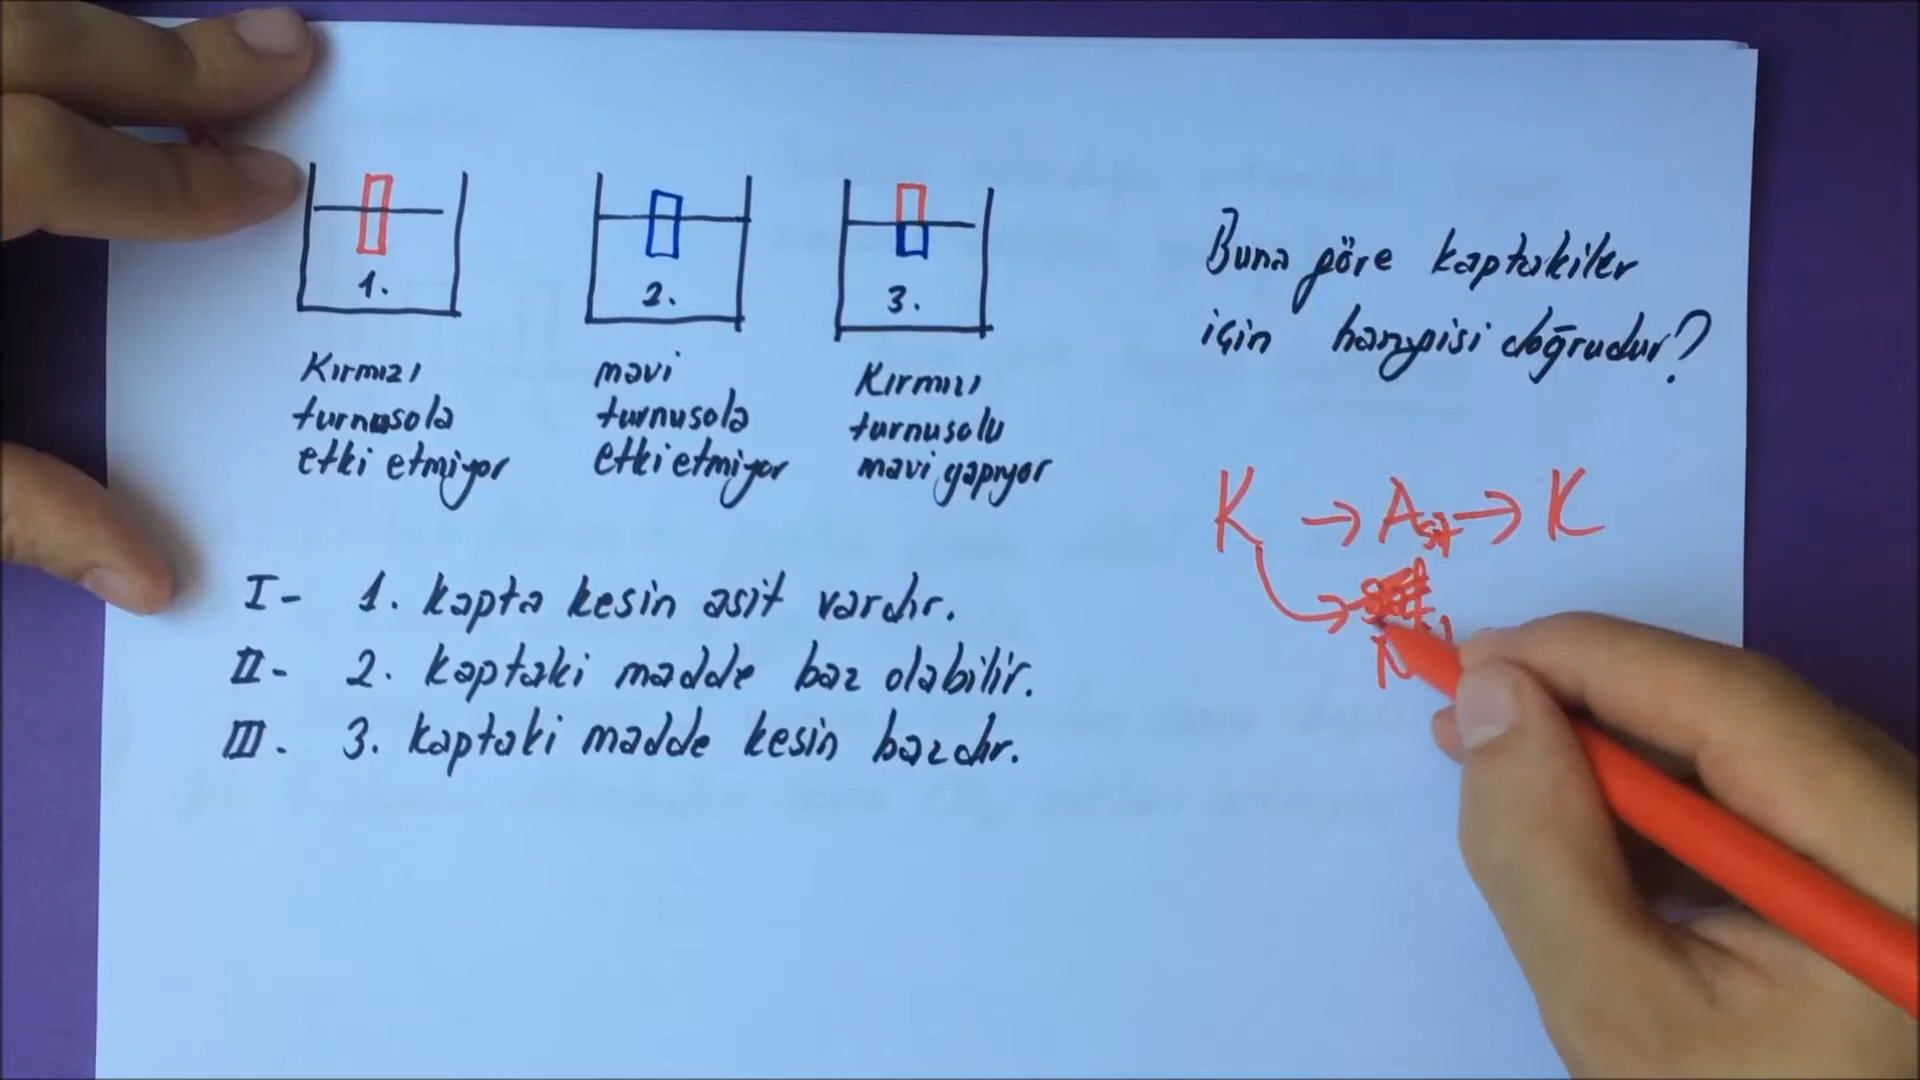 1.
2.
3.
Kırmızı
turnusola
etki etmiyor
mavi
turnusola
etki etmiyor
Kırmızı
turnusolu
mavi yapıyor
Buna göre kaptakiler
için hangisi doğrudur?
I- 1. kapta kesin asit vardır.
II- 2. kaptaki madde baz olabilir.
III. 3. kaptaki madde kesin bazdır.
K → Asit → K